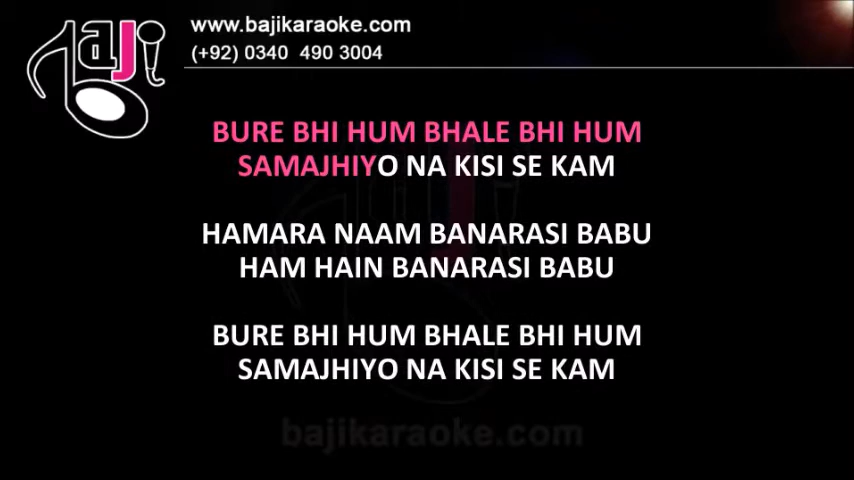 www.bajikaraoke.com
(+92) 0340 490 3004
Baji
BURE BHI HUM BHALE BHI HUM
SAMAJHIYO NA KISI SE KAM
HAMARA NAAM BANARASI BABU
HAM HAIN BANARASI BABU
BURE BHI HUM BHALE BHI HUM
SAMAJHIYO NA KISI SE KAM
bajikaraoke.com